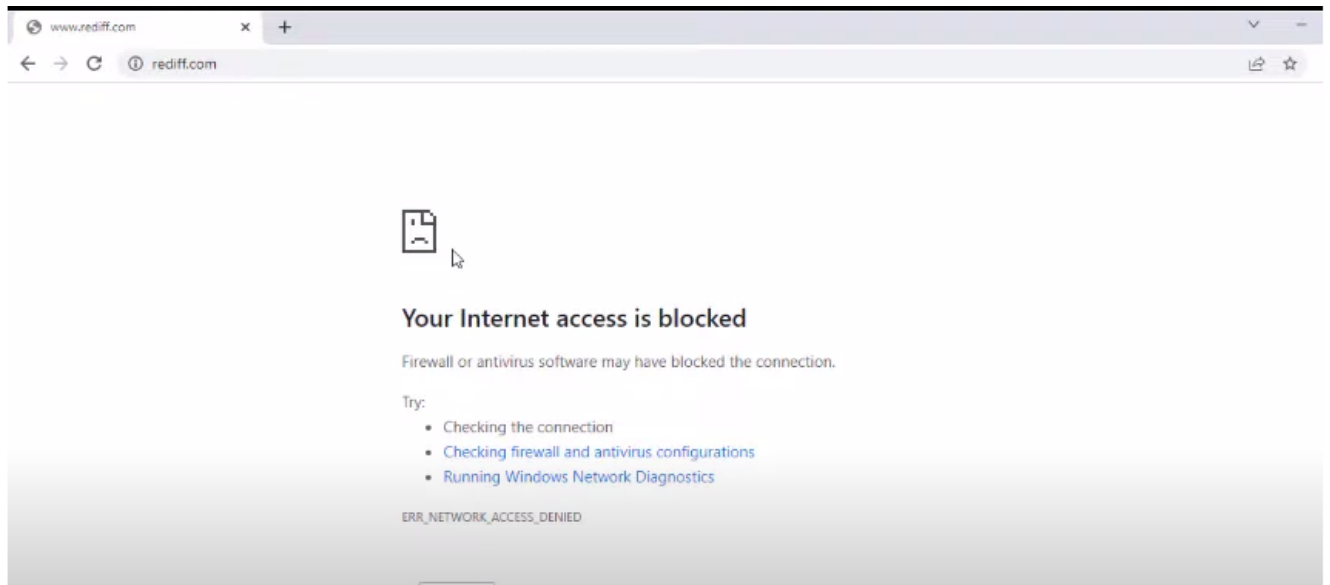 www.rediff.com
rediff.com
Your Internet access is blocked
Firewall or antivirus software may have blocked the connection.
Try:
Checking the connection
Checking firewall and antivirus configurations
Running Windows Network Diagnostics
ERR_NETWORK_ACCESS_DENIED